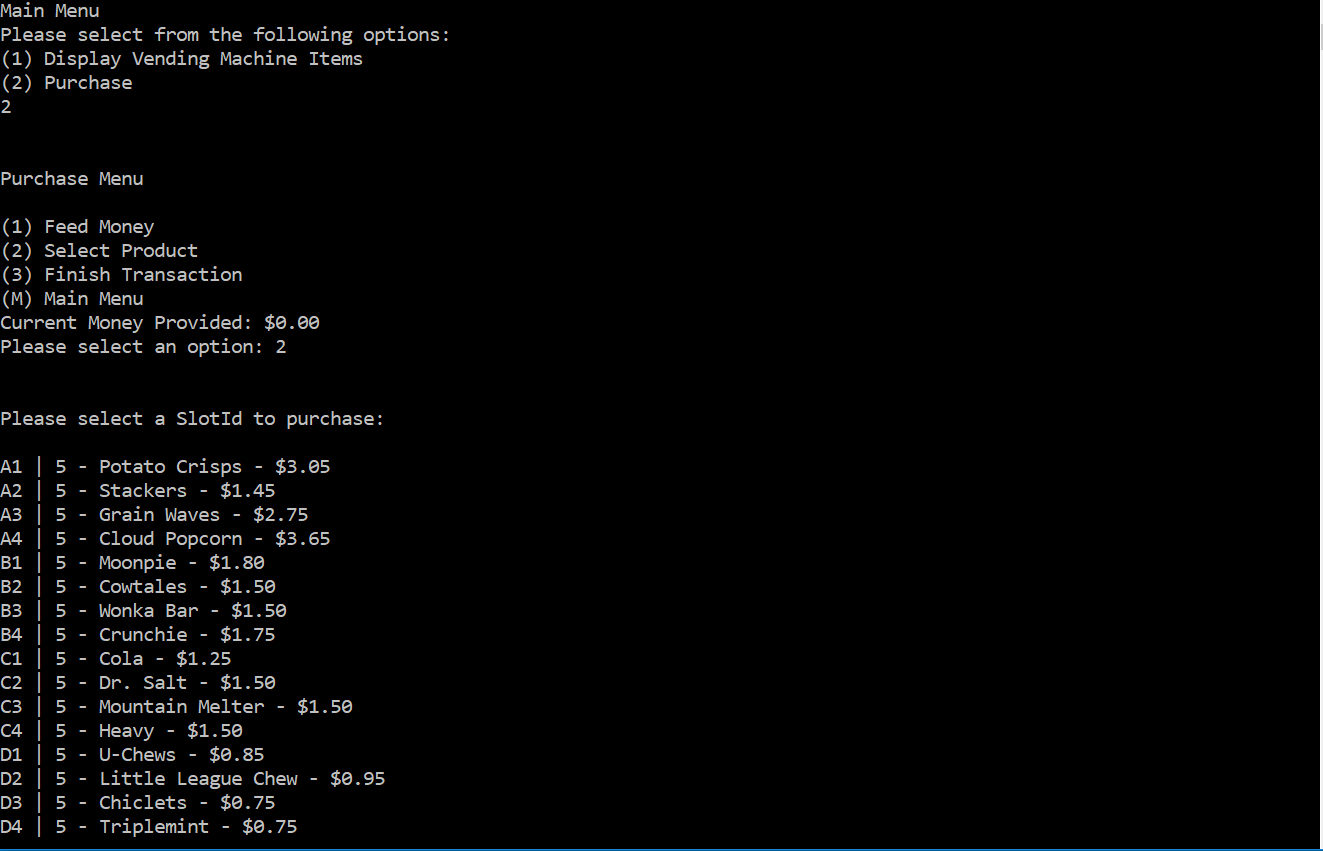 Main Menu
Please select from the following options:
(1) Display Vending Machine Items
(2) Purchase
2
Purchase Menu
(1) Feed Money
(2) Select Product
(3) Finish Transaction
(M) Main Menu
Current Money Provided: $0.00
Please select an option: 2
Please select a SlotId to purchase:
A1 | 5 - Potato Crisps - $3.05
A2 | 5 - Stackers - $1.45
A3 | 5 - Grain Waves - $2.75
A4 | 5 - Cloud Popcorn - $3.65
B1 | 5 - Moonpie - $1.80
B2 | 5 - Cowtales - $1.50
B3 | 5 - Wonka Bar - $1.50
B4 | 5 - Crunchie - $1.75
C1 | 5 - Cola - $1.25
C2 | 5 - Dr. Salt - $1.50
C3 | 5 - Mountain Melter - $1.50
C4 | 5 - Heavy - $1.50
D1 | 5 - U-Chews - $0.85
D2 | 5 - Little League Chew - $0.95
D3 | 5 - Chiclets - $0.75
D4 | 5 - Triplemint - $0.75